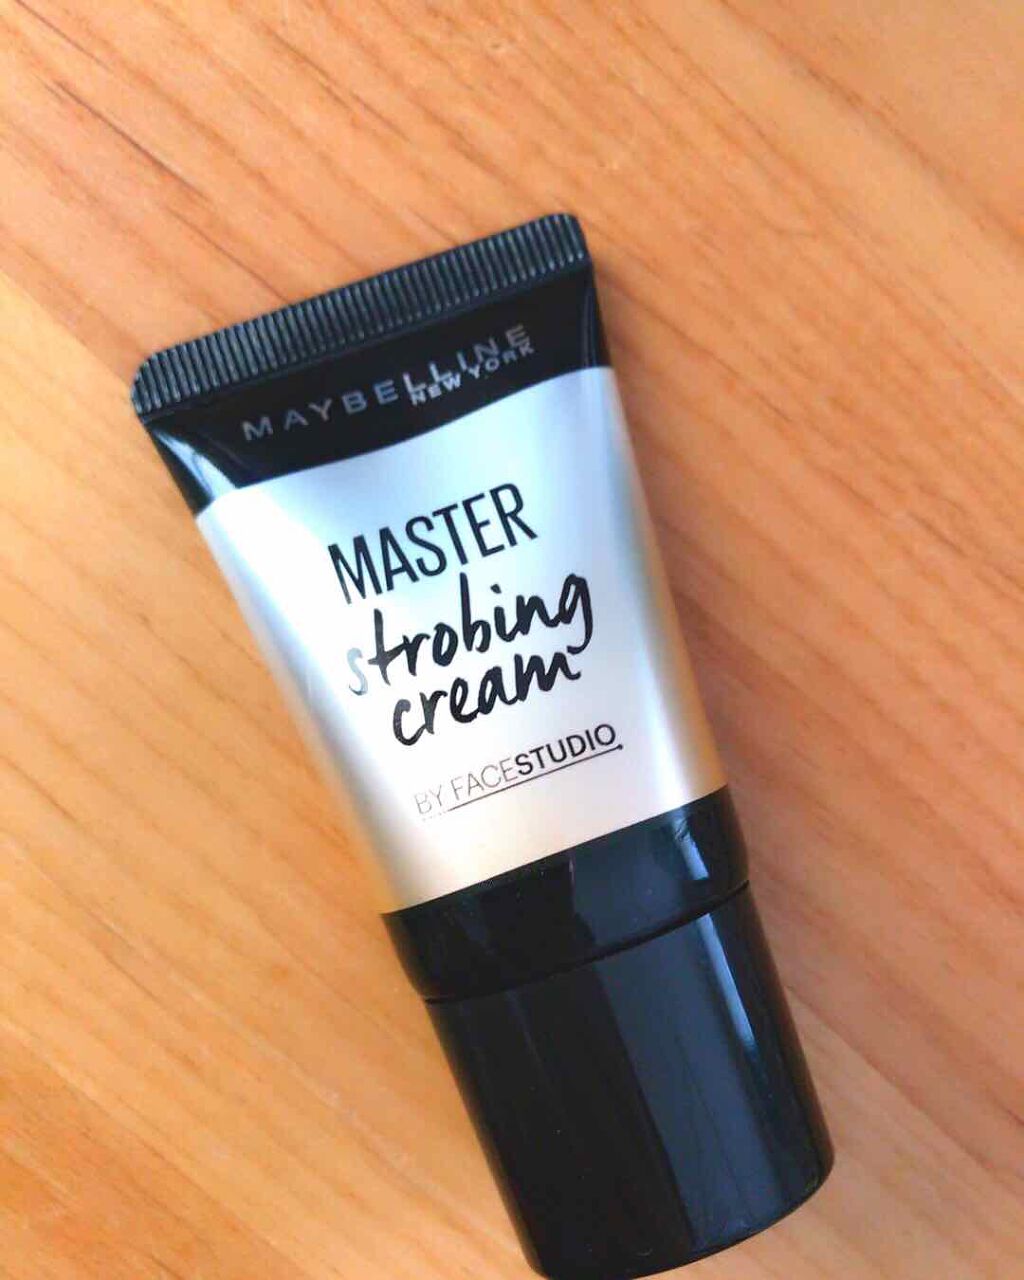 MAYBELLINE
NEW YORK
MASTER
strobing
cream
BY FACESTUDIO